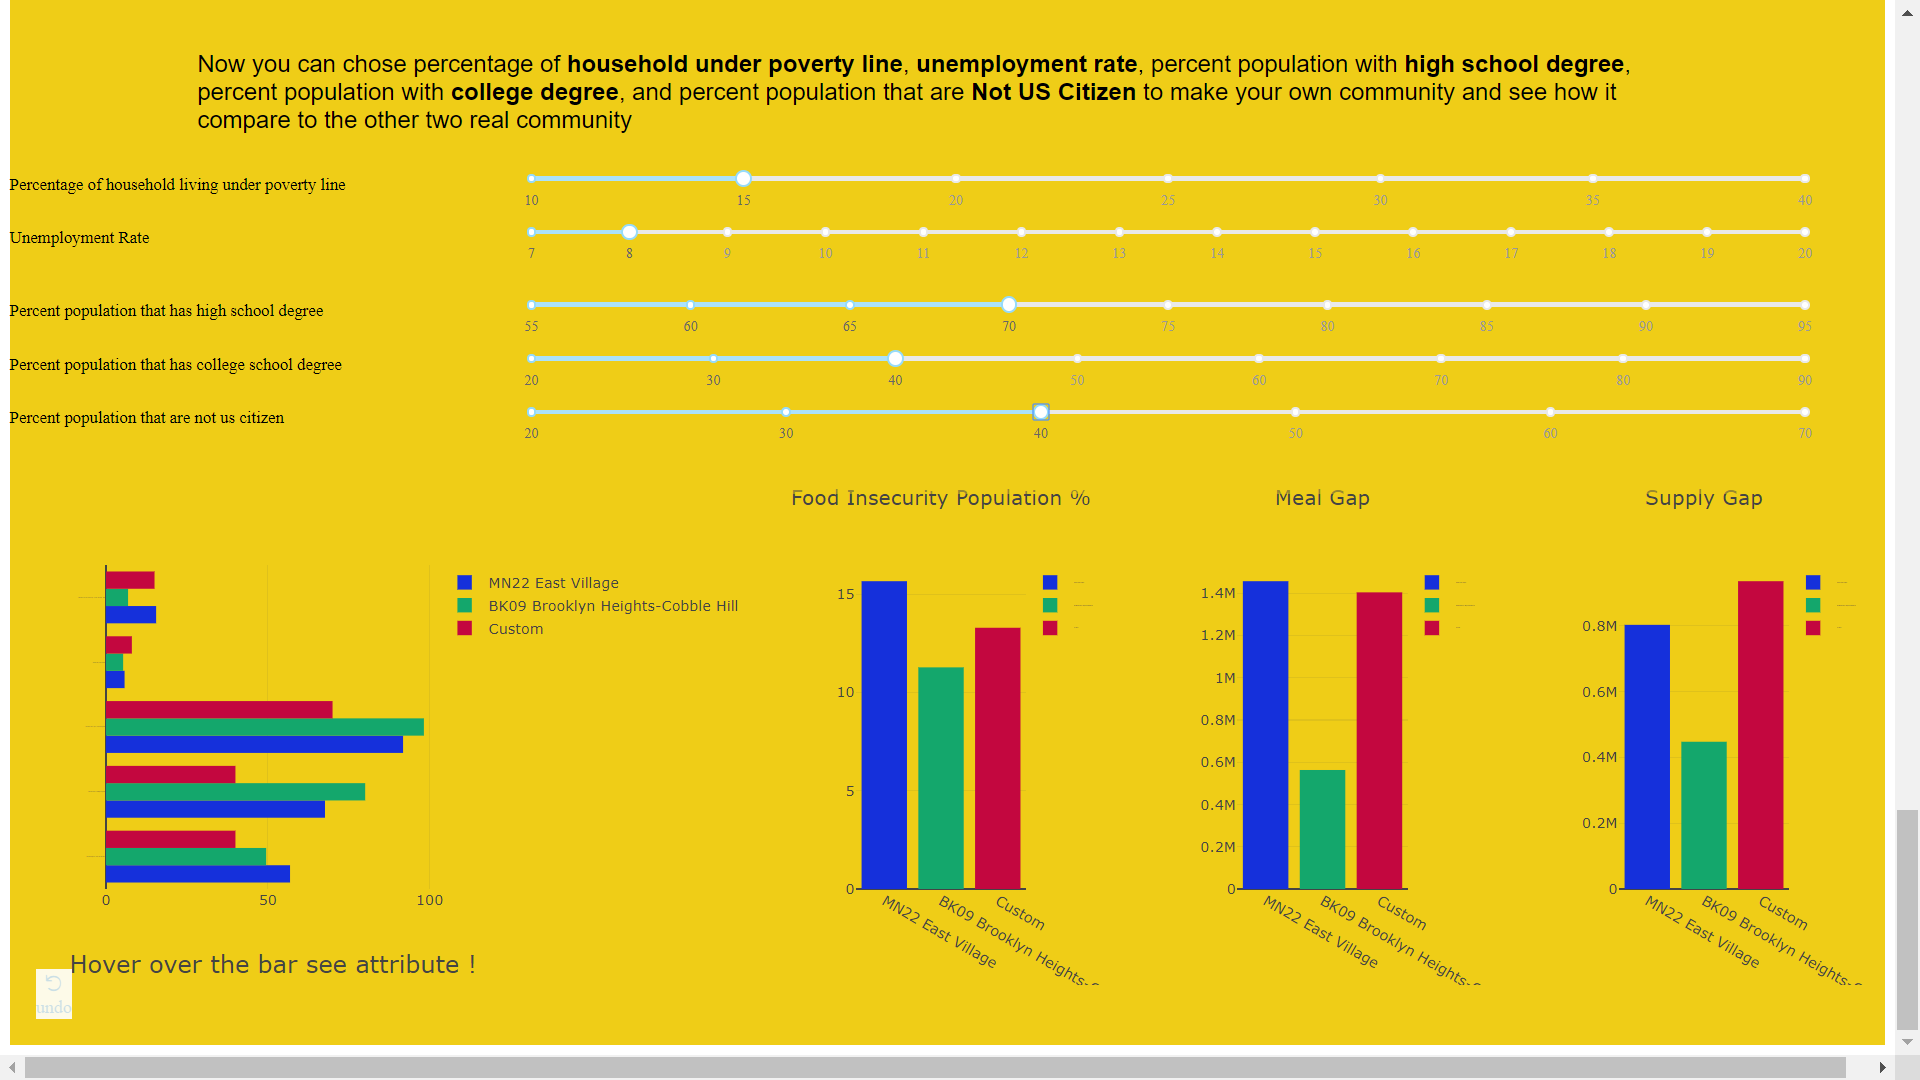 Now you can chose percentage of household under poverty line, unemployment rate, percent population with high school degree,
percent population with college degree, and percent population that are Not US Citizen to make your own community and see how it
compare to the other two real community
Percentage of household living under poverty line
10 15 20 25 30 35 40
Unemployment Rate
7 8 9 10 11 12 13 14 15 16 17 18 19 20
Percent population that has high school degree
55 60 65 70 75 80 85 90 95
Percent population that has college school degree
20 30 40 50 60 70 80 90
Percent population that are not us citizen
20 30 40 50 60 70
MN22 East Village
BK09 Brooklyn Heights-Cobble Hill
Custom
0 50 100
Hover over the bar see attribute !
undo
Food Insecurity Population %
15
10
5
0
MN22 East Village
BK09 Brooklyn Heights-
Custom
Meal Gap
1.4M
1.2M
1M
0.8M
0.6M
0.4M
0.2M
0
MN22 East Village
BK09 Brooklyn Heights-
Custom
Supply Gap
0.8M
0.6M
0.4M
0.2M
0
MN22 East Village
BK09 Brooklyn Heights-
Custom